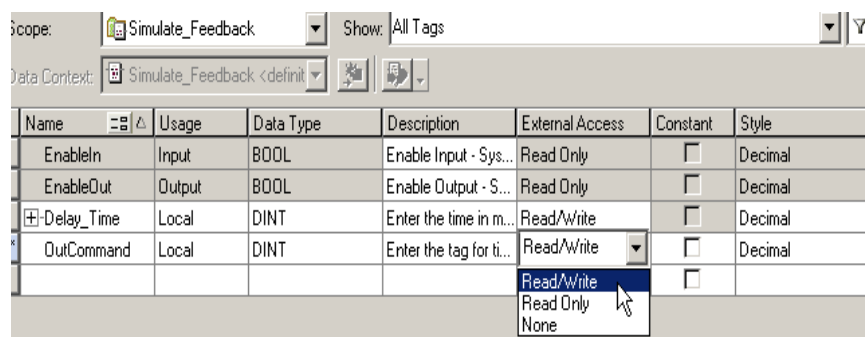 Scope: Simulate_Feedback Show: All Tags
Data Context: Simulate_Feedback <definit
Name Usage Data Type Description External Access Constant Style
EnableIn Input BOOL Enable Input - Sys... Read Only Decimal
EnableOut Output BOOL Enable Output - S... Read Only Decimal
Delay_Time Local DINT Enter the time in m... Read/Write Decimal
OutCommand Local DINT Enter the tag for ti... Read/Write Decimal
Read/Write
Read Only
None